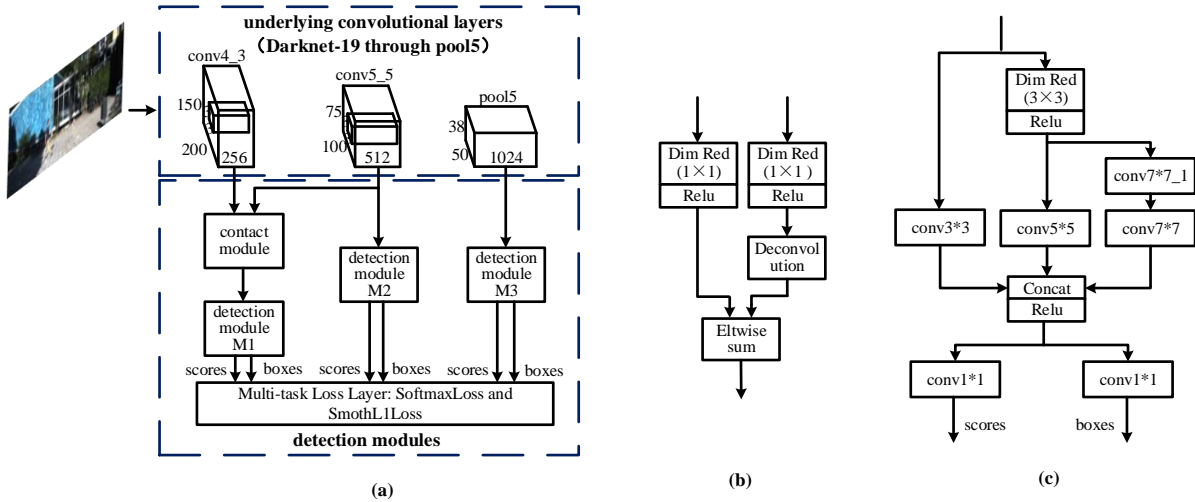 underlying convolutional layers
（Darknet-19 through pool5）
conv4_3
conv5_5
pool5
150
200
256
75
100
512
38
50
1024
contact
module
detection
module
M1
detection
module
M2
detection
module
M3
scores
boxes
scores
boxes
scores
boxes
Multi-task Loss Layer: SoftmaxLoss and
SmothL1Loss
detection modules
(a)
Dim Red
(1×1)
Relu
Dim Red
(1×1)
Relu
Deconvol
ution
Eltwise
sum
(b)
Dim Red
(3×3)
Relu
conv7*7_1
conv3*3
conv5*5
conv7*7
Concat
Relu
conv1*1
conv1*1
scores
boxes
(c)